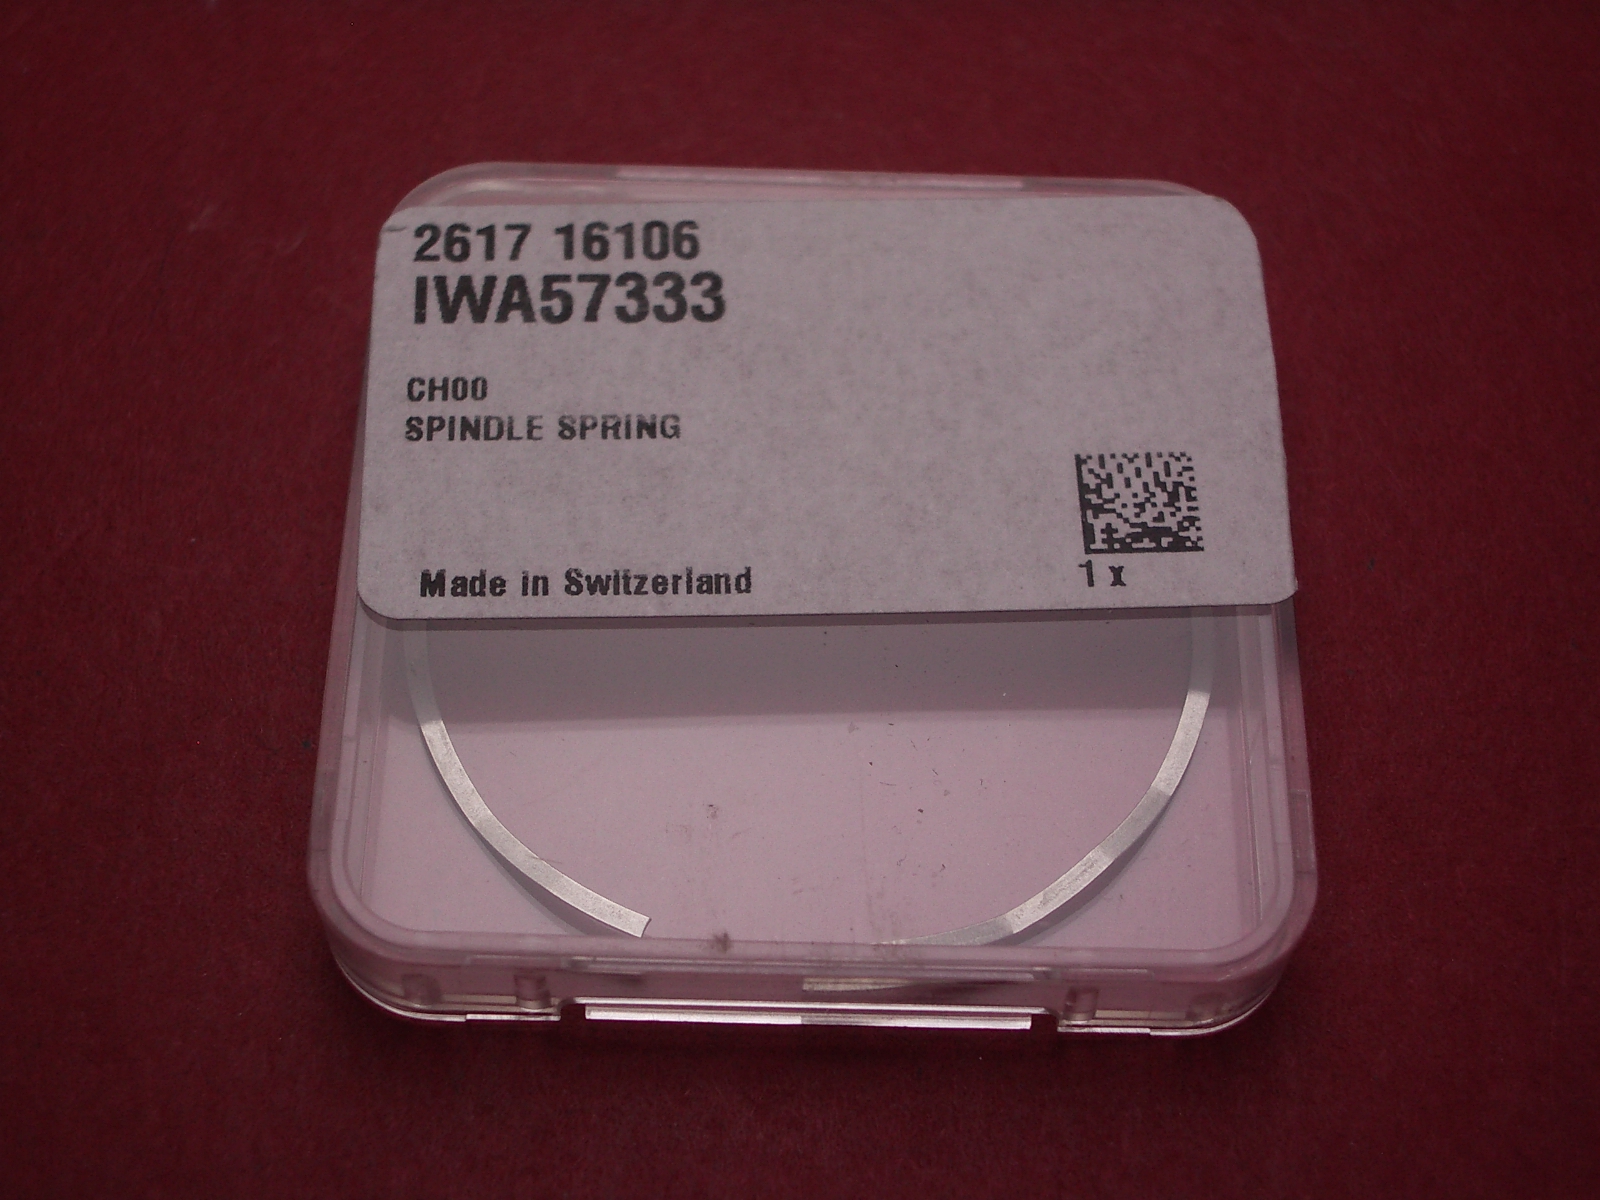 2617 16106
IWA57333
CH00
SPINDLE SPRING
Made in Switzerland
1 x